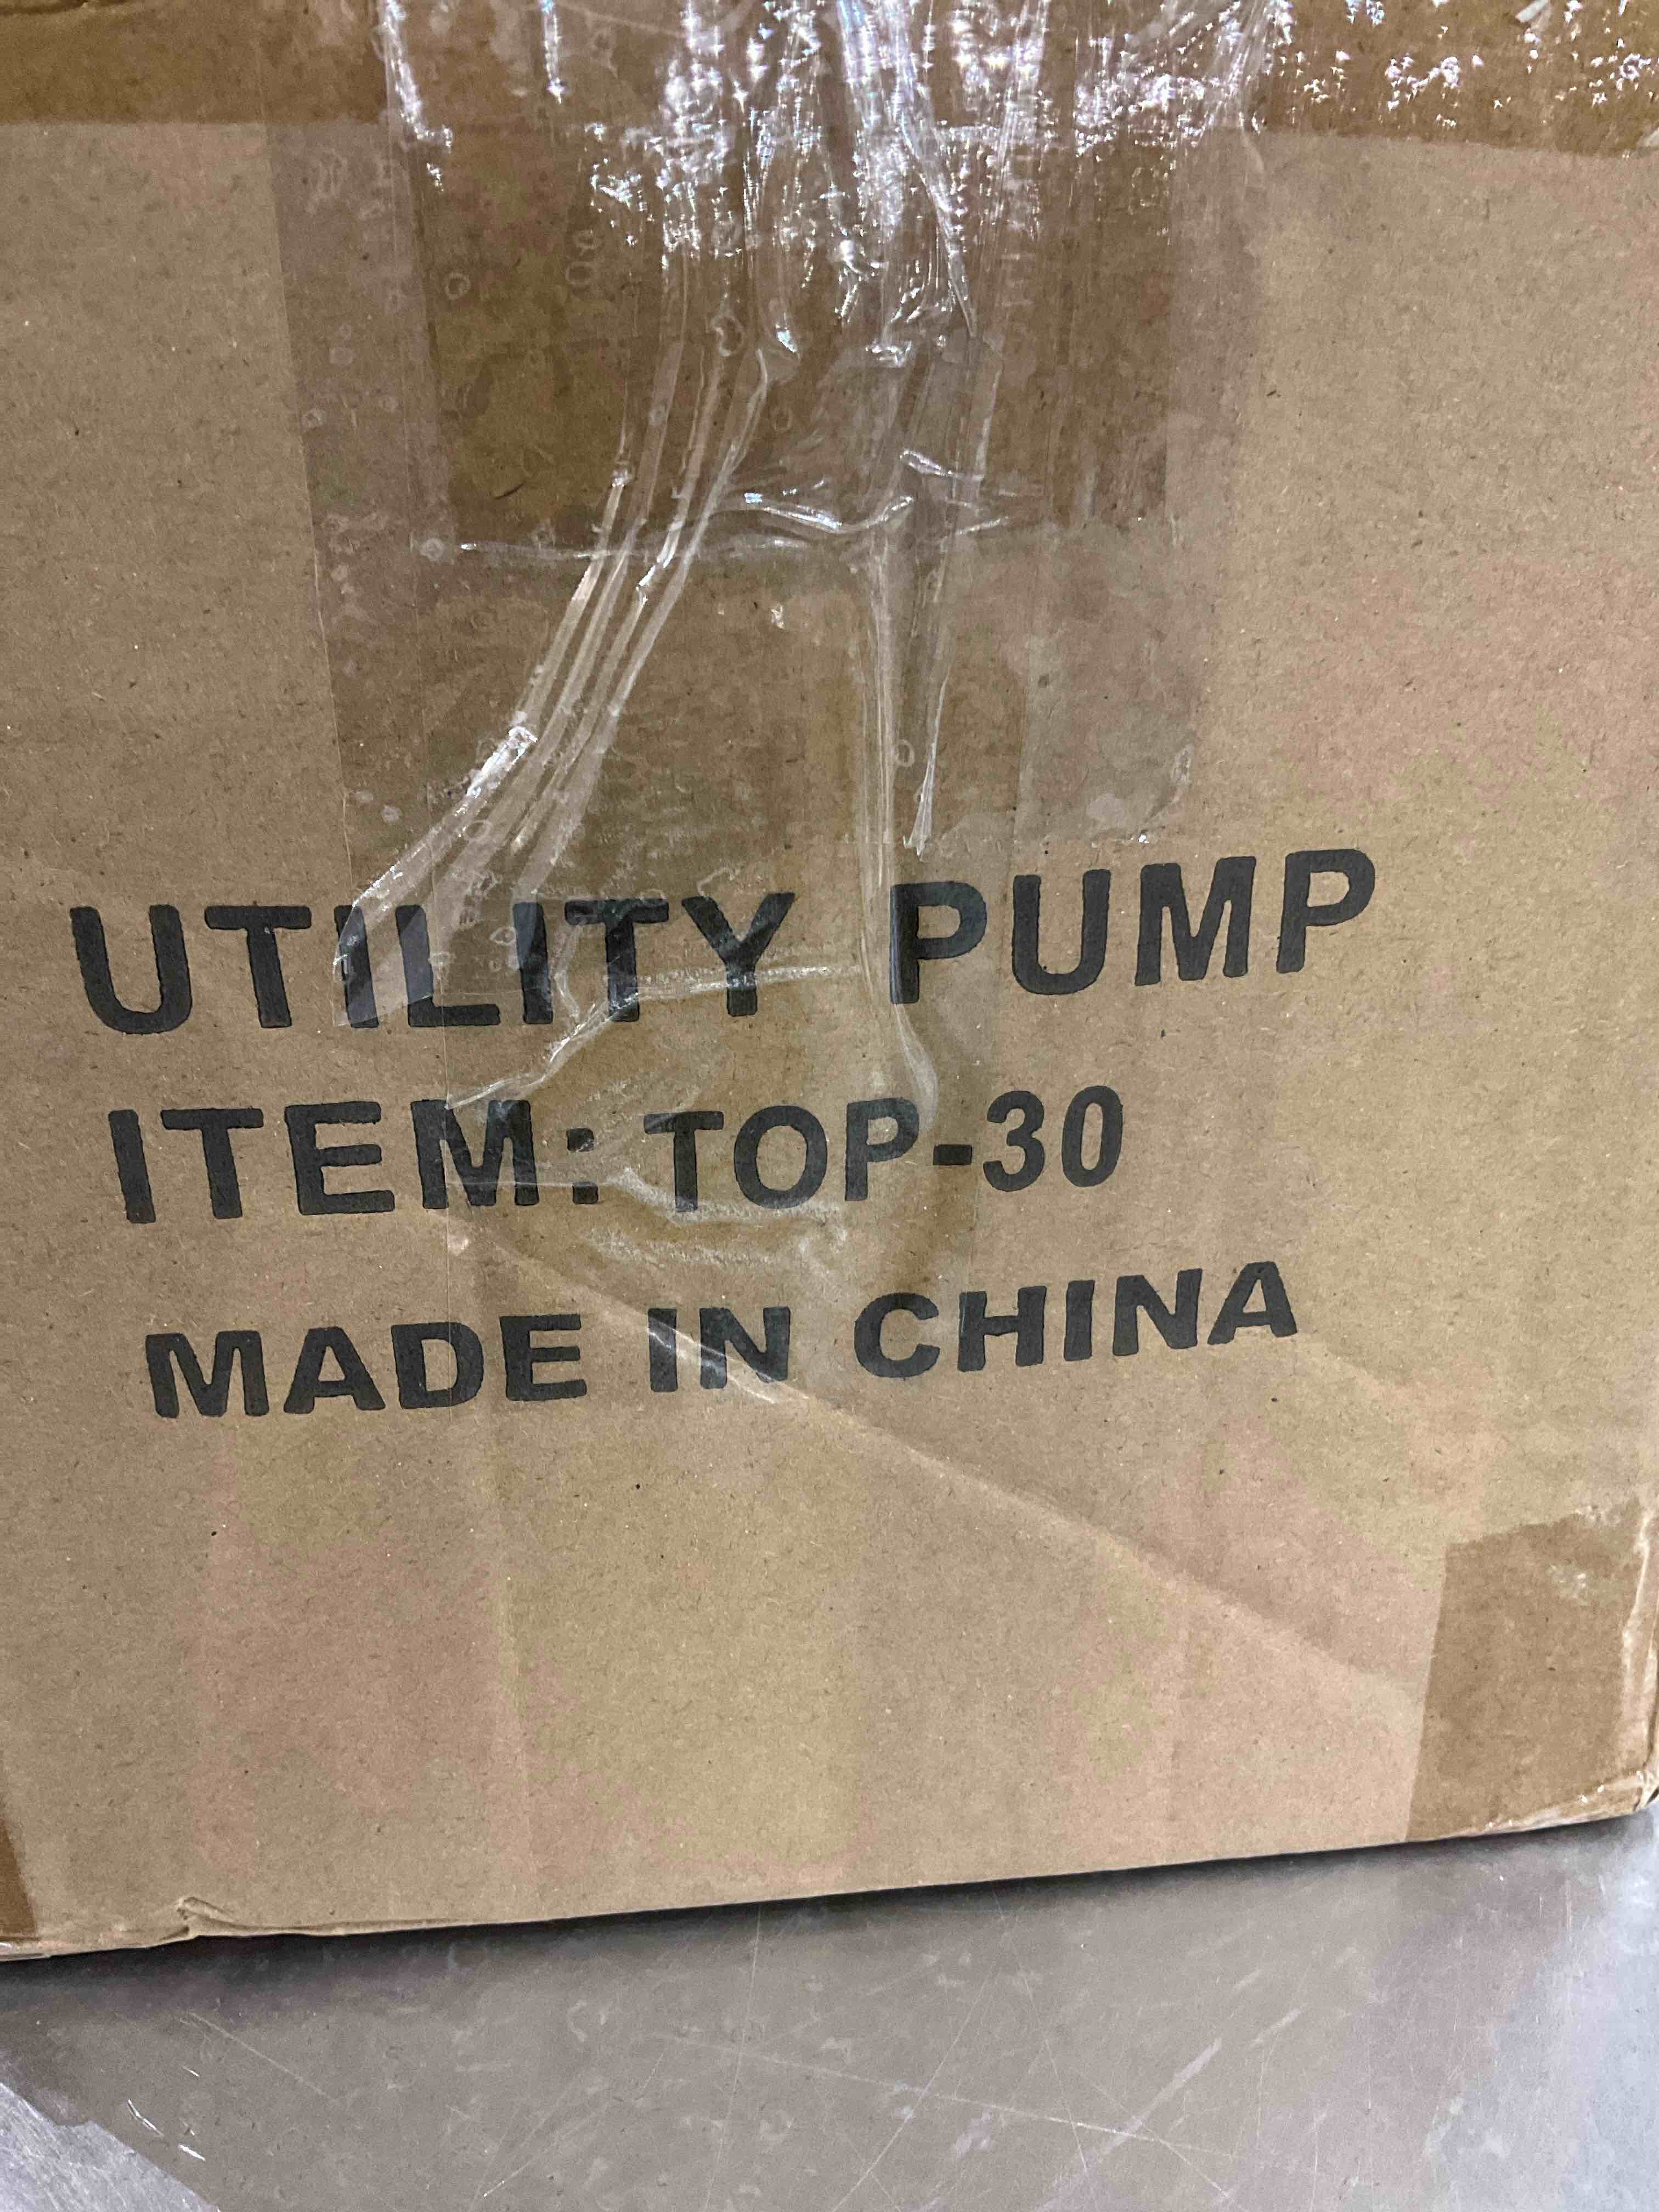 UTILITY PUMP
ITEM: TOP-30
MADE IN CHINA